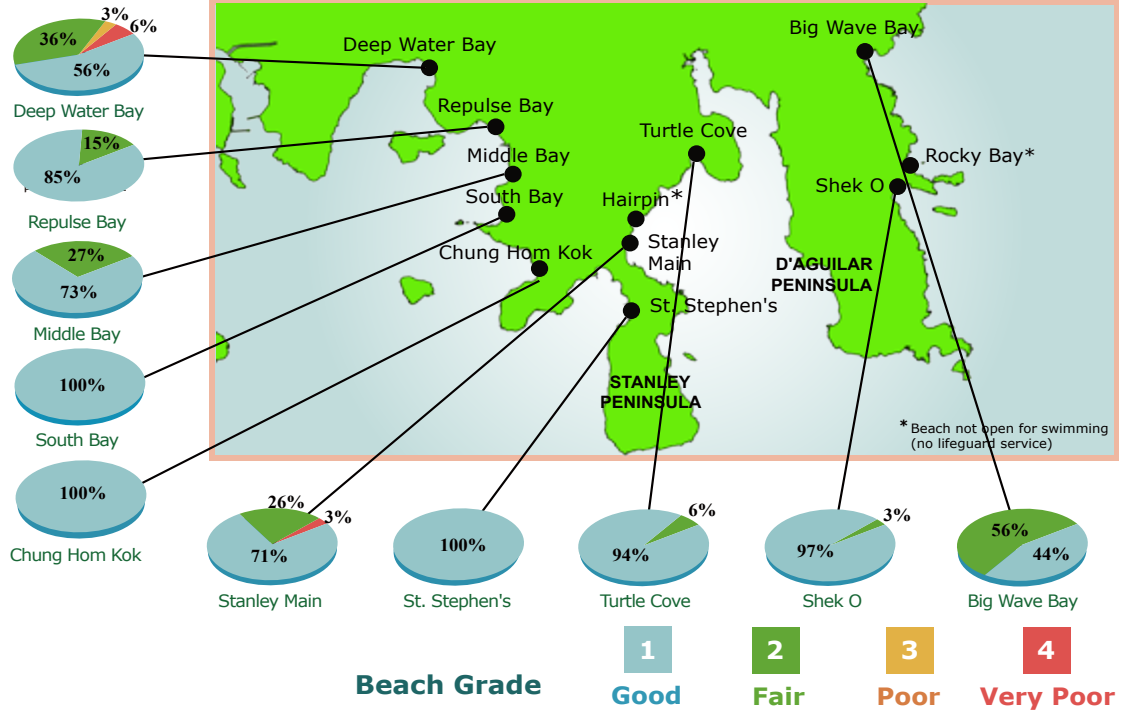 36%
3%
6%
56%
Deep Water Bay
15%
85%
Repulse Bay
27%
73%
Middle Bay
100%
South Bay
100%
Chung Hom Kok
Deep Water Bay
Repulse Bay
Middle Bay
South Bay
Chung Hom Kok
Turtle Cove
Hairpin*
Stanley
Main
St. Stephen's
STANLEY
PENINSULA
Big Wave Bay
Rocky Bay*
Shek O
D'AGUILAR
PENINSULA
* Beach not open for swimming
(no lifeguard service)
26%
3%
71%
Stanley Main
100%
St. Stephen's
6%
94%
Turtle Cove
3%
97%
Shek O
56%
44%
Big Wave Bay
Beach Grade
1
Good
2
Fair
3
Poor
4
Very Poor